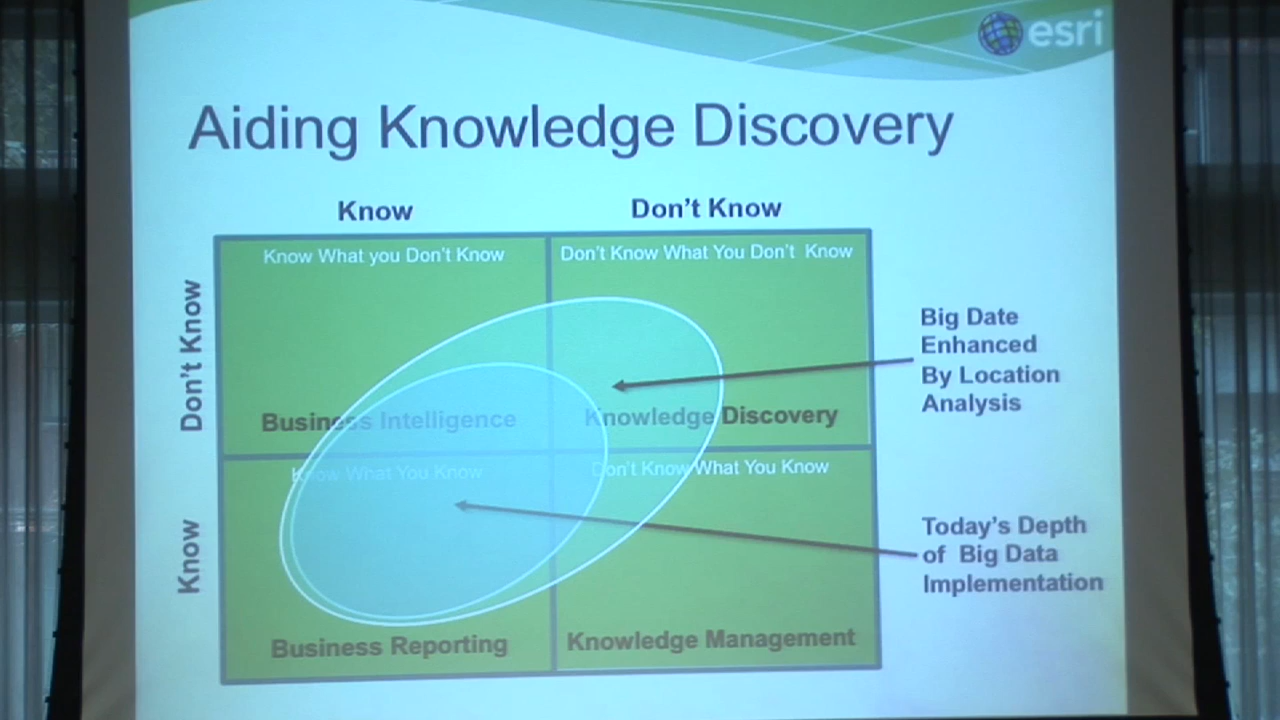 esri
Aiding Knowledge Discovery
Know
Don't Know
Know What you Don't Know
Don't Know What You Don't Know
Don't Know
Big Date
Enhanced
By Location
Analysis
Business Intelligence
Knowledge Discovery
Know What You Know
Don't Know What You Know
Know
Today's Depth
of Big Data
Implementation
Business Reporting
Knowledge Management